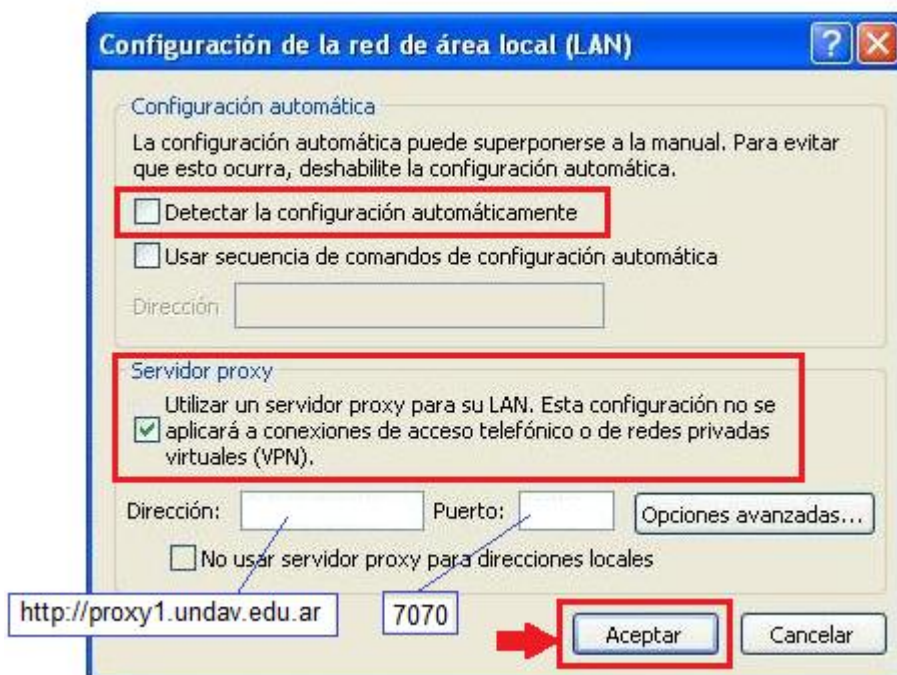 Configuración de la red de área local (LAN)
Configuración automática
La configuración automática puede superponerse a la manual. Para evitar
que esto ocurra, deshabilite la configuración automática.
Detectar la configuración automáticamente
Usar secuencia de comandos de configuración automática
Dirección
Servidor proxy
Utilizar un servidor proxy para su LAN. Esta configuración no se
aplicará a conexiones de acceso telefónico o de redes privadas
virtuales (VPN).
Dirección: Puerto: Opciones avanzadas...
No usar servidor proxy para direcciones locales
http://proxy1.undav.edu.ar 7070
Aceptar Cancelar